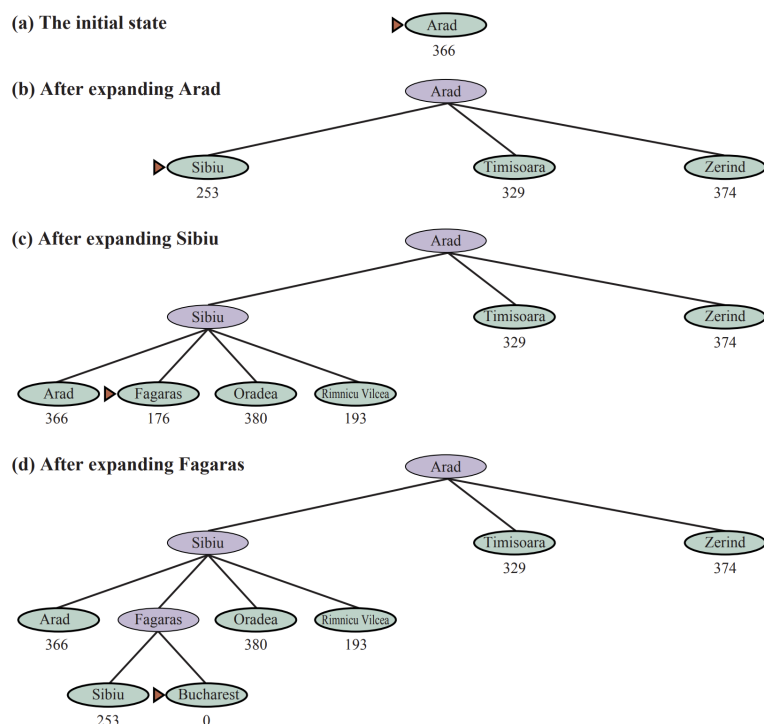 (a) The initial state
Arad
366
(b) After expanding Arad
Arad
Sibiu Timisoara Zerind
253 329 374
(c) After expanding Sibiu
Arad
Sibiu Timisoara Zerind
329 374
Arad Fagaras Oradea Rimnicu Vilcea
366 176 380 193
(d) After expanding Fagaras
Arad
Sibiu Timisoara Zerind
329 374
Arad Fagaras Oradea Rimnicu Vilcea
366 380 193
Sibiu Bucharest
253 0